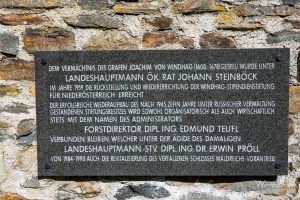 DEM VERMÄCHTNIS DES GRAFEN JOACHIM VON WINDHAG (1600-1678) GETREU WURDE UNTER
LANDESHAUPTMANN ÖK. RAT JOHANN STEINBÖCK
IM JAHRE 1959 DIE RÜCKSTELLUNG UND WIEDERERRICHTUNG DER WINDHAG-STIPENDIENSTIFTUNG
FÜR NIEDERÖSTERREICH ERREICHT.
DER ERFOLGREICHE WIEDERAUFBAU DES NACH 1945 ZEHN JAHRE UNTER RUSSISCHER VERWALTUNG
GESTANDENEN STIFTUNGSBESITZES WIRD SOWOHL ORGANISATORISCH ALS AUCH WIRTSCHAFTLICH
STETS MIT DEM NAMEN DES ADMINISTRATORS
FORSTDIREKTOR DIPL. ING. EDMUND TEUFL
VERBUNDEN BLEIBEN, WELCHER UNTER DER ÄGIDE DES DAMALIGEN
LANDESHAUPTMANN-STV. DIPL. ING. DR. ERWIN PRÖLL
VON 1984-1990 AUCH DIE REVITALISIERUNG DES VERFALLENEN SCHLOSSES WALDREICHS VORANTRIEB